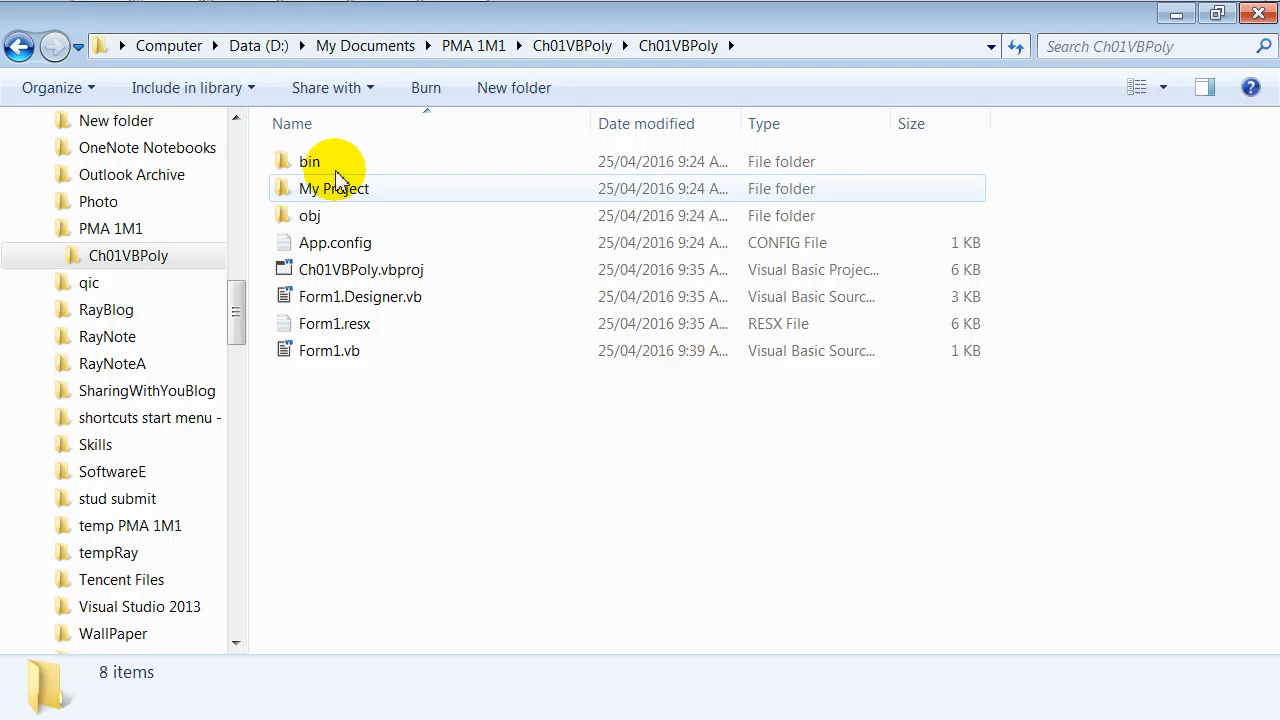 Computer Data (D:) My Documents PMA 1M1 Ch01VBPoly Ch01VBPoly
Search Ch01VBPoly
Organize Include in library Share with Burn New folder
New folder
OneNote Notebooks
Outlook Archive
Photo
PMA 1M1
Ch01VBPoly
qic
RayBlog
RayNote
RayNoteA
SharingWithYouBlog
shortcuts start menu -
Skills
SoftwareE
stud submit
temp PMA 1M1
tempRay
Tencent Files
Visual Studio 2013
WallPaper
Name Date modified Type Size
bin 25/04/2016 9:24 A... File folder
My Project 25/04/2016 9:24 A... File folder
obj 25/04/2016 9:24 A... File folder
App.config 25/04/2016 9:24 A... CONFIG File 1 KB
Ch01VBPoly.vbproj 25/04/2016 9:35 A... Visual Basic Projec... 6 KB
Form1.Designer.vb 25/04/2016 9:35 A... Visual Basic Sourc... 3 KB
Form1.resx 25/04/2016 9:35 A... RESX File 6 KB
Form1.vb 25/04/2016 9:39 A... Visual Basic Sourc... 1 KB
8 items